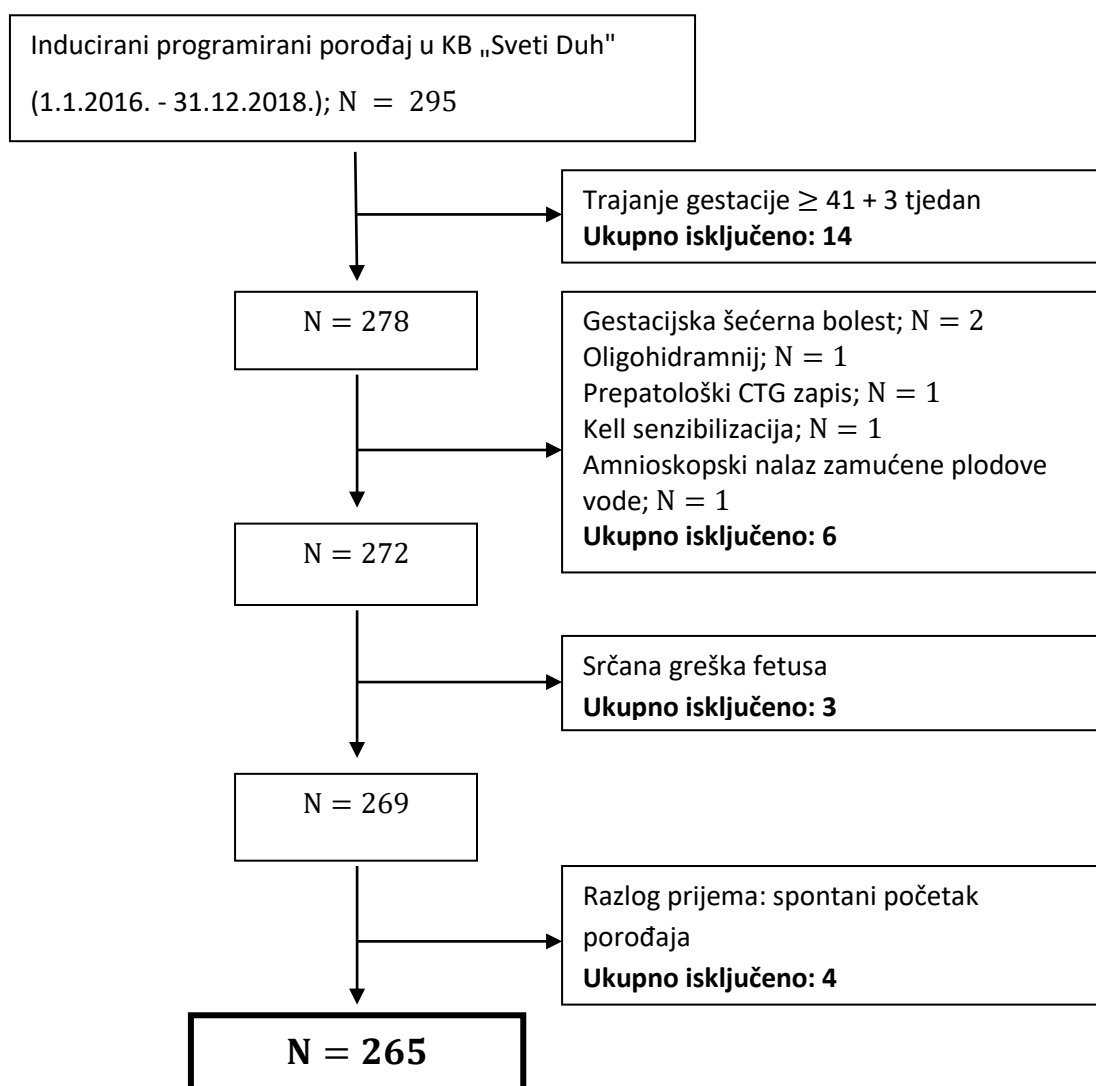 Inducirani programirani porođaj u KB „Sveti Duh"
(1.1.2016. - 31.12.2018.); N = 295
Trajanje gestacije ≥ 41 + 3 tjedan
Ukupno isključeno: 14
N = 278
Gestacijska šećerna bolest; N = 2
Oligohidramnij; N = 1
Prepatološki CTG zapis; N = 1
Kell senzibilizacija; N = 1
Amnioskopski nalaz zamućene plodove
vode; N = 1
Ukupno isključeno: 6
N = 272
Srčana greška fetusa
Ukupno isključeno: 3
N = 269
Razlog prijema: spontani početak
porođaja
Ukupno isključeno: 4
N = 265